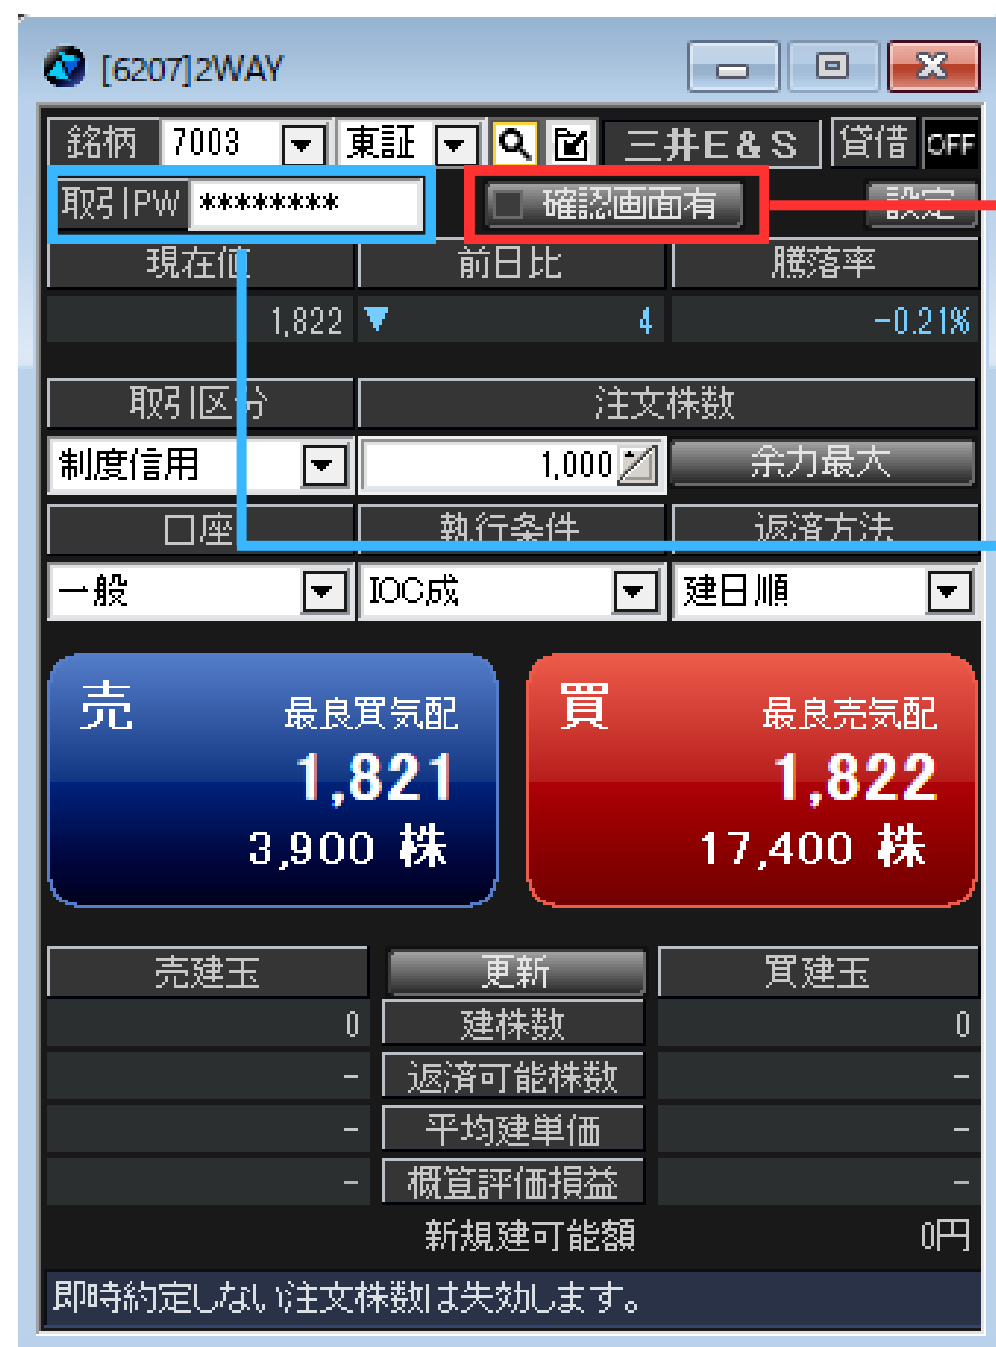 [6207]2WAY
銘柄 7003 東証 三井E&S 貸借 OFF
取引PW ******** 確認画面有 設定
現在値 前日比 騰落率
1,822 ▼ 4 -0.21%
取引区分 注文株数
制度信用 1,000 余力最大
口座 執行条件 返済方法
一般 IOC成 建日順
売 最良買気配 買 最良売気配
1,821 1,822
3,900 株 17,400 株
売建玉 更新 買建玉
0 建株数 0
- 返済可能株数 -
- 平均建単価 -
- 概算評価損益 -
新規建可能額 0円
即時約定しない注文株数は失効します。